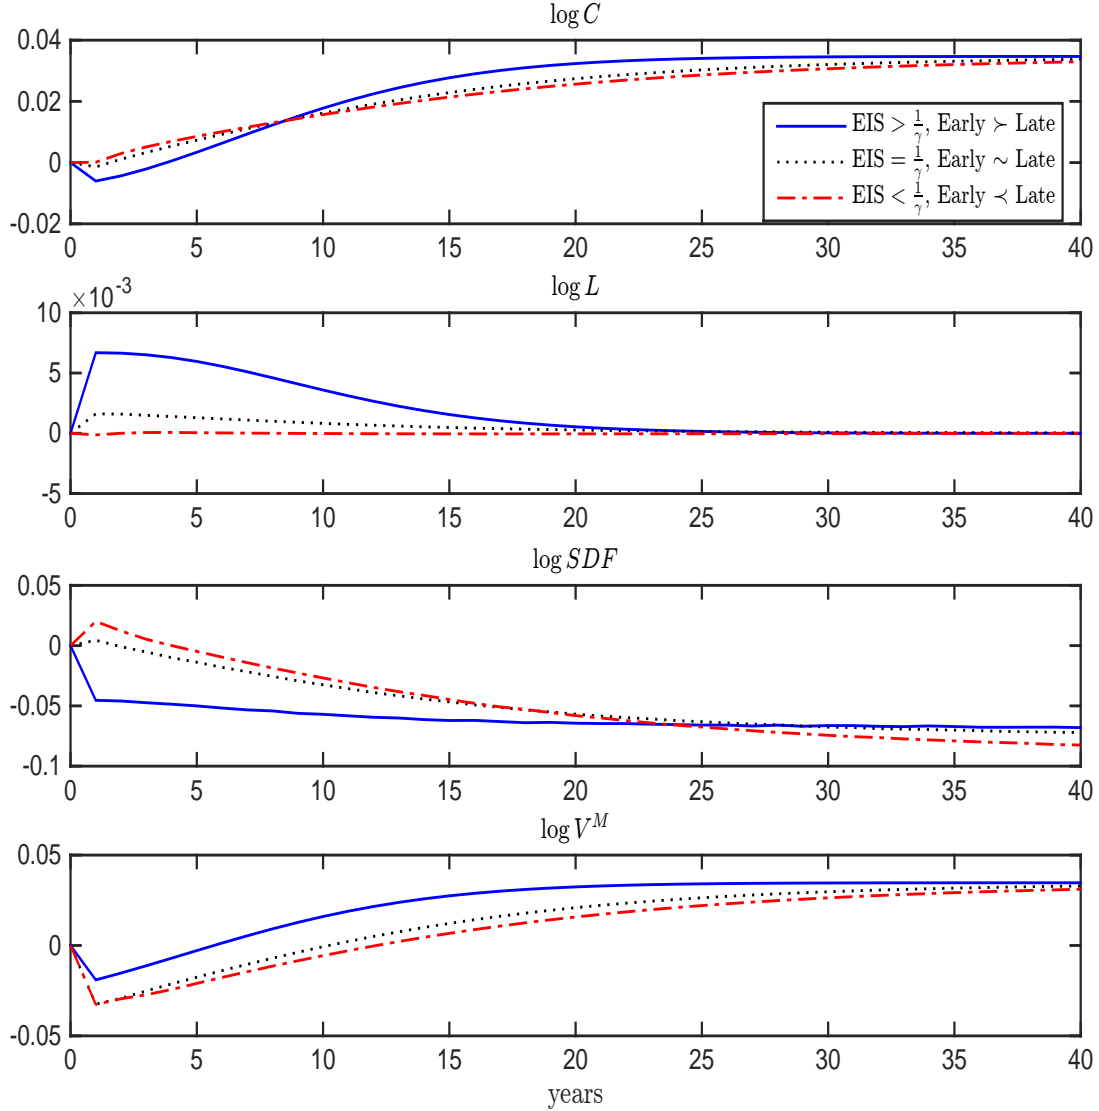 log C
0.04
0.02
0
-0.02
0 5 10 15 20 25 30 35 40
EIS > 1/γ, Early ≻ Late
EIS = 1/γ, Early ∼ Late
EIS < 1/γ, Early ≺ Late
log L
×10⁻³
10
5
0
-5
0 5 10 15 20 25 30 35 40
log SDF
0.05
0
-0.05
-0.1
0 5 10 15 20 25 30 35 40
log Vᴹ
0.05
0
-0.05
0 5 10 15 20 25 30 35 40
years